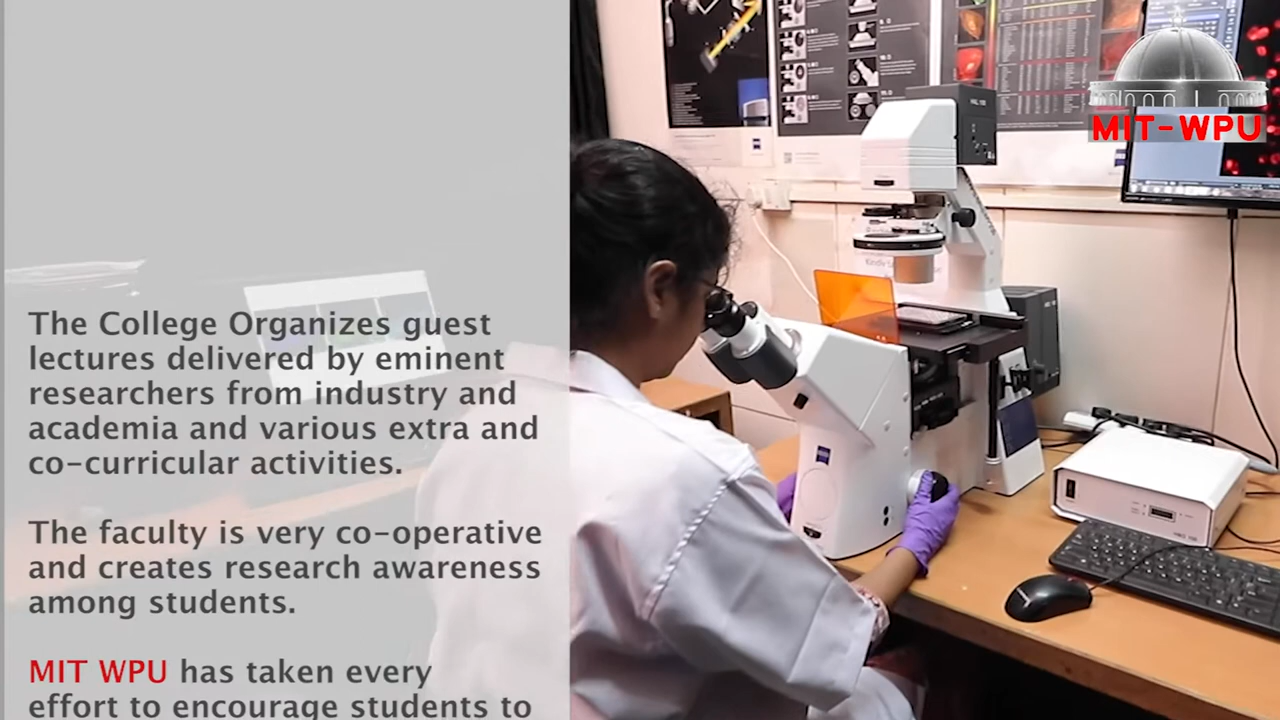 The College Organizes guest
lectures delivered by eminent
researchers from industry and
academia and various extra and
co-curricular activities.
The faculty is very co-operative
and creates research awareness
among students.
MIT WPU has taken every
effort to encourage students to
MIT-WPU